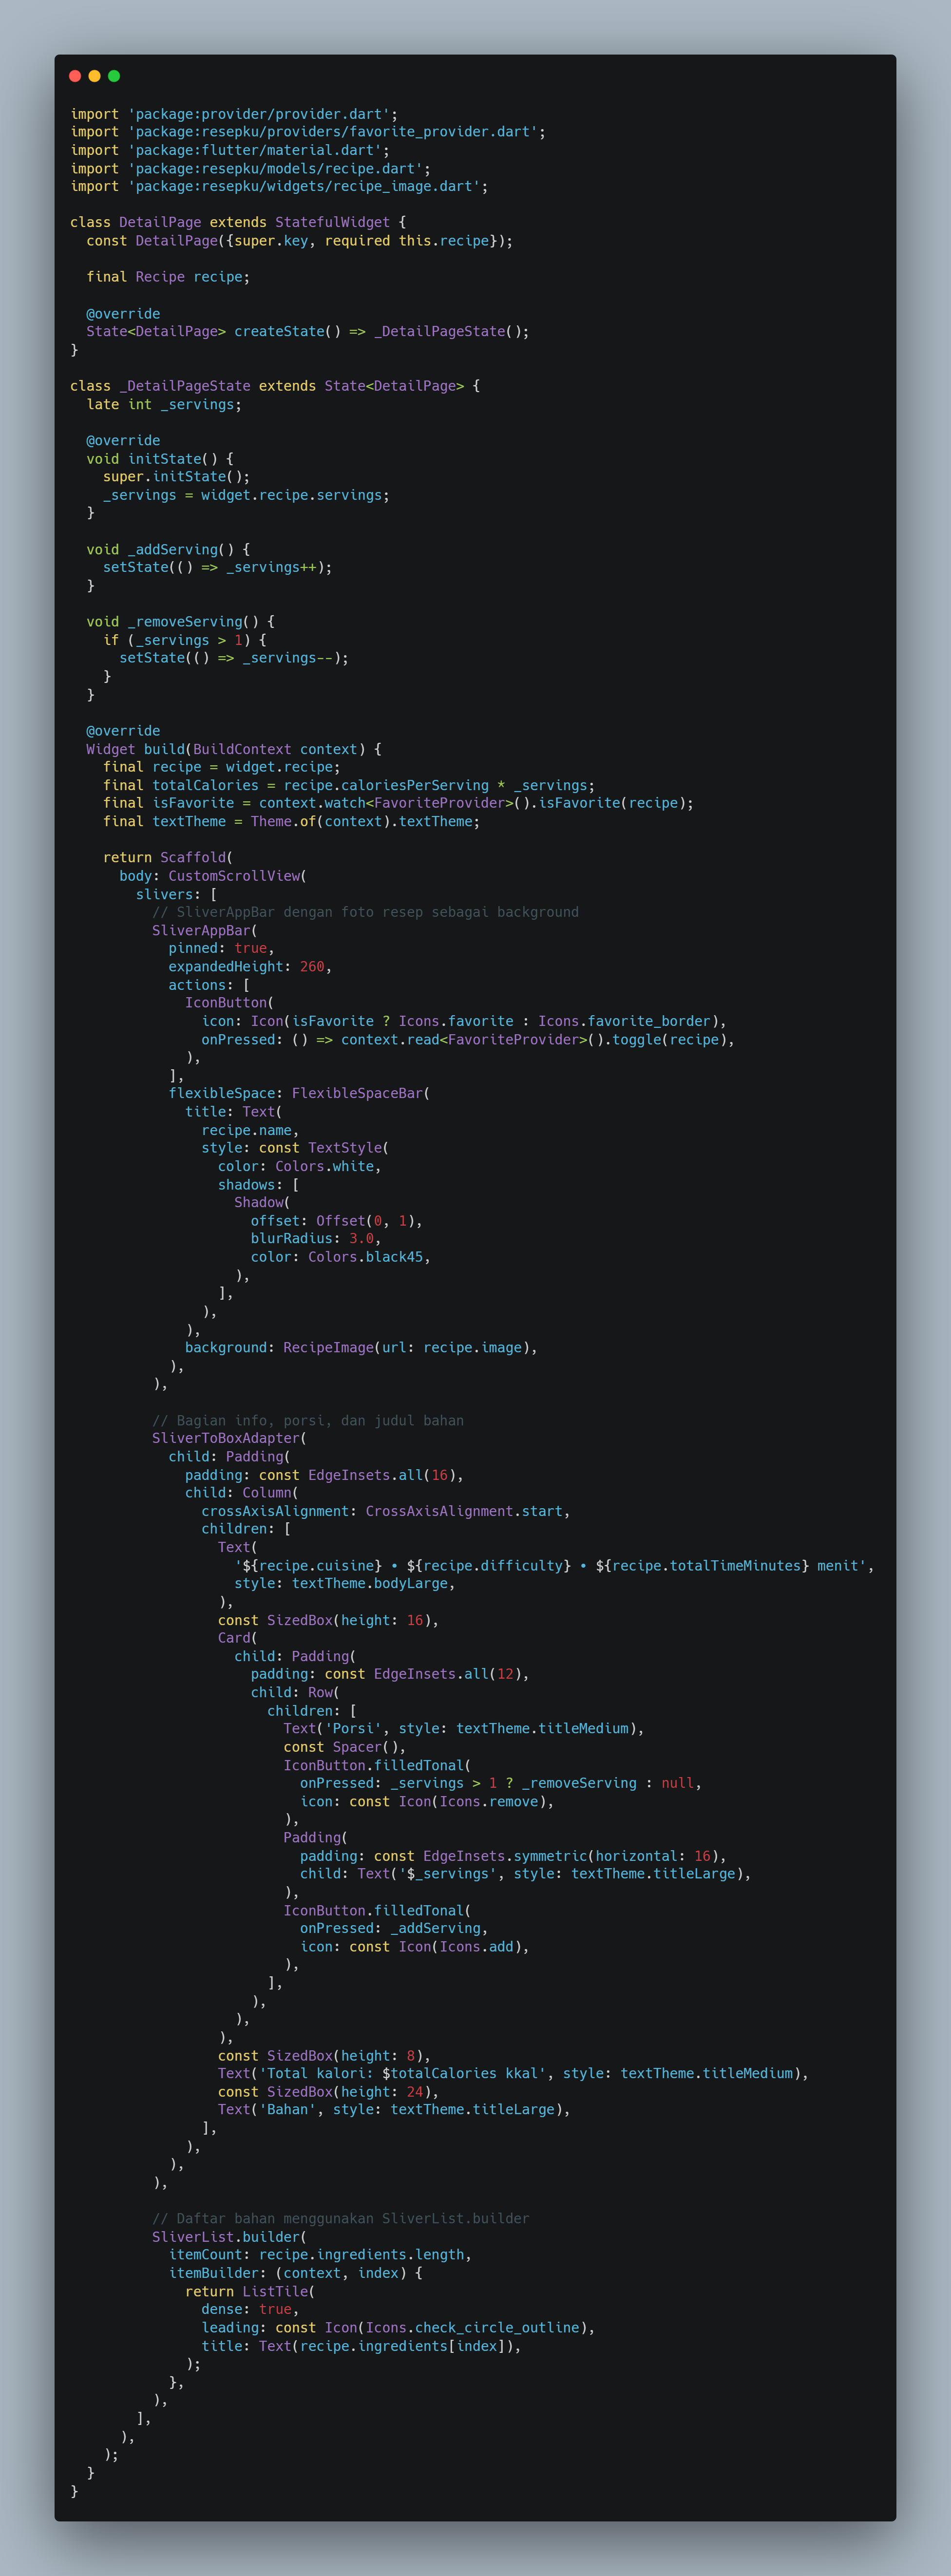 import 'package:provider/provider.dart';
import 'package:resepku/providers/favorite_provider.dart';
import 'package:flutter/material.dart';
import 'package:resepku/models/recipe.dart';
import 'package:resepku/widgets/recipe_image.dart';

class DetailPage extends StatefulWidget {
  const DetailPage({super.key, required this.recipe});

  final Recipe recipe;

  @override
  State<DetailPage> createState() => _DetailPageState();
}

class _DetailPageState extends State<DetailPage> {
  late int _servings;

  @override
  void initState() {
    super.initState();
    _servings = widget.recipe.servings;
  }

  void _addServing() {
    setState(() => _servings++);
  }

  void _removeServing() {
    if (_servings > 1) {
      setState(() => _servings--);
    }
  }

  @override
  Widget build(BuildContext context) {
    final recipe = widget.recipe;
    final totalCalories = recipe.caloriesPerServing * _servings;
    final isFavorite = context.watch<FavoriteProvider>().isFavorite(recipe);
    final textTheme = Theme.of(context).textTheme;

    return Scaffold(
      body: CustomScrollView(
        slivers: [
          // SliverAppBar dengan foto resep sebagai background
          SliverAppBar(
            pinned: true,
            expandedHeight: 260,
            actions: [
              IconButton(
                icon: Icon(isFavorite ? Icons.favorite : Icons.favorite_border),
                onPressed: () => context.read<FavoriteProvider>().toggle(recipe),
              ),
            ],
            flexibleSpace: FlexibleSpaceBar(
              title: Text(
                recipe.name,
                style: const TextStyle(
                  color: Colors.white,
                  shadows: [
                    Shadow(
                      offset: Offset(0, 1),
                      blurRadius: 3.0,
                      color: Colors.black45,
                    ),
                  ],
                ),
              ),
              background: RecipeImage(url: recipe.image),
            ),
          ),

          // Bagian info, porsi, dan judul bahan
          SliverToBoxAdapter(
            child: Padding(
              padding: const EdgeInsets.all(16),
              child: Column(
                crossAxisAlignment: CrossAxisAlignment.start,
                children: [
                  Text(
                    '${recipe.cuisine} • ${recipe.difficulty} • ${recipe.totalTimeMinutes} menit',
                    style: textTheme.bodyLarge,
                  ),
                  const SizedBox(height: 16),
                  Card(
                    child: Padding(
                      padding: const EdgeInsets.all(12),
                      child: Row(
                        children: [
                          Text('Porsi', style: textTheme.titleMedium),
                          const Spacer(),
                          IconButton.filledTonal(
                            onPressed: _servings > 1 ? _removeServing : null,
                            icon: const Icon(Icons.remove),
                          ),
                          Padding(
                            padding: const EdgeInsets.symmetric(horizontal: 16),
                            child: Text('$_servings', style: textTheme.titleLarge),
                          ),
                          IconButton.filledTonal(
                            onPressed: _addServing,
                            icon: const Icon(Icons.add),
                          ),
                        ],
                      ),
                    ),
                  ),
                  const SizedBox(height: 8),
                  Text('Total kalori: $totalCalories kkal', style: textTheme.titleMedium),
                  const SizedBox(height: 24),
                  Text('Bahan', style: textTheme.titleLarge),
                ],
              ),
            ),
          ),

          // Daftar bahan menggunakan SliverList.builder
          SliverList.builder(
            itemCount: recipe.ingredients.length,
            itemBuilder: (context, index) {
              return ListTile(
                dense: true,
                leading: const Icon(Icons.check_circle_outline),
                title: Text(recipe.ingredients[index]),
              );
            },
          ),
        ],
      ),
    );
  }
}